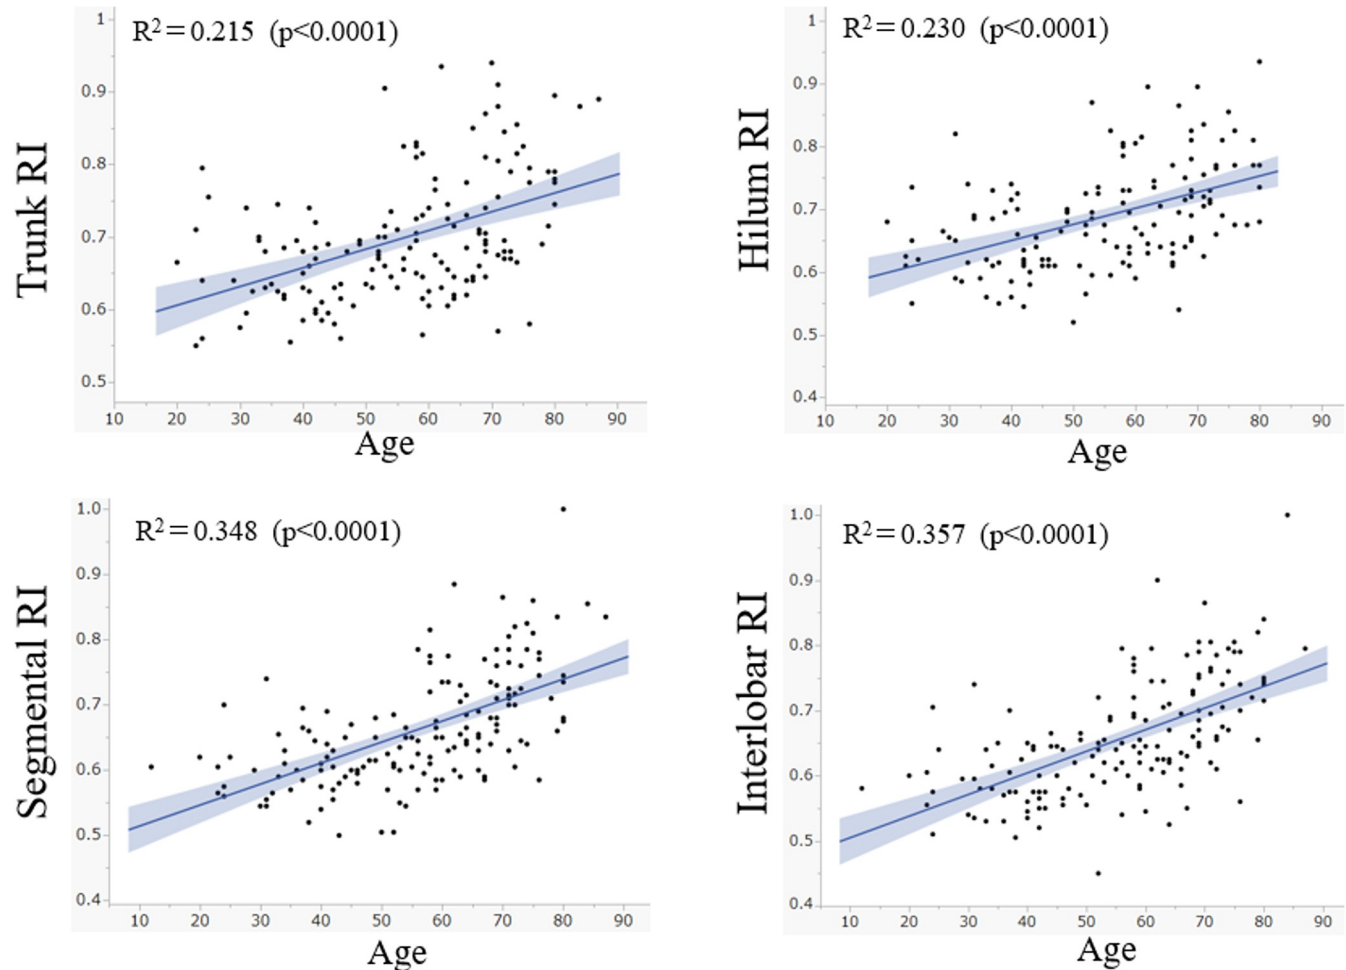 R² = 0.215 (p<0.0001)
Trunk RI
1
0.9
0.8
0.7
0.6
0.5
10 20 30 40 50 60 70 80 90
Age
R² = 0.230 (p<0.0001)
Hilum RI
1
0.9
0.8
0.7
0.6
0.5
0.4
10 20 30 40 50 60 70 80 90
Age
R² = 0.348 (p<0.0001)
Segmental RI
1.0
0.9
0.8
0.7
0.6
0.5
0.4
10 20 30 40 50 60 70 80 90
Age
R² = 0.357 (p<0.0001)
Interlobar RI
1.0
0.9
0.8
0.7
0.6
0.5
0.4
10 20 30 40 50 60 70 80 90
Age